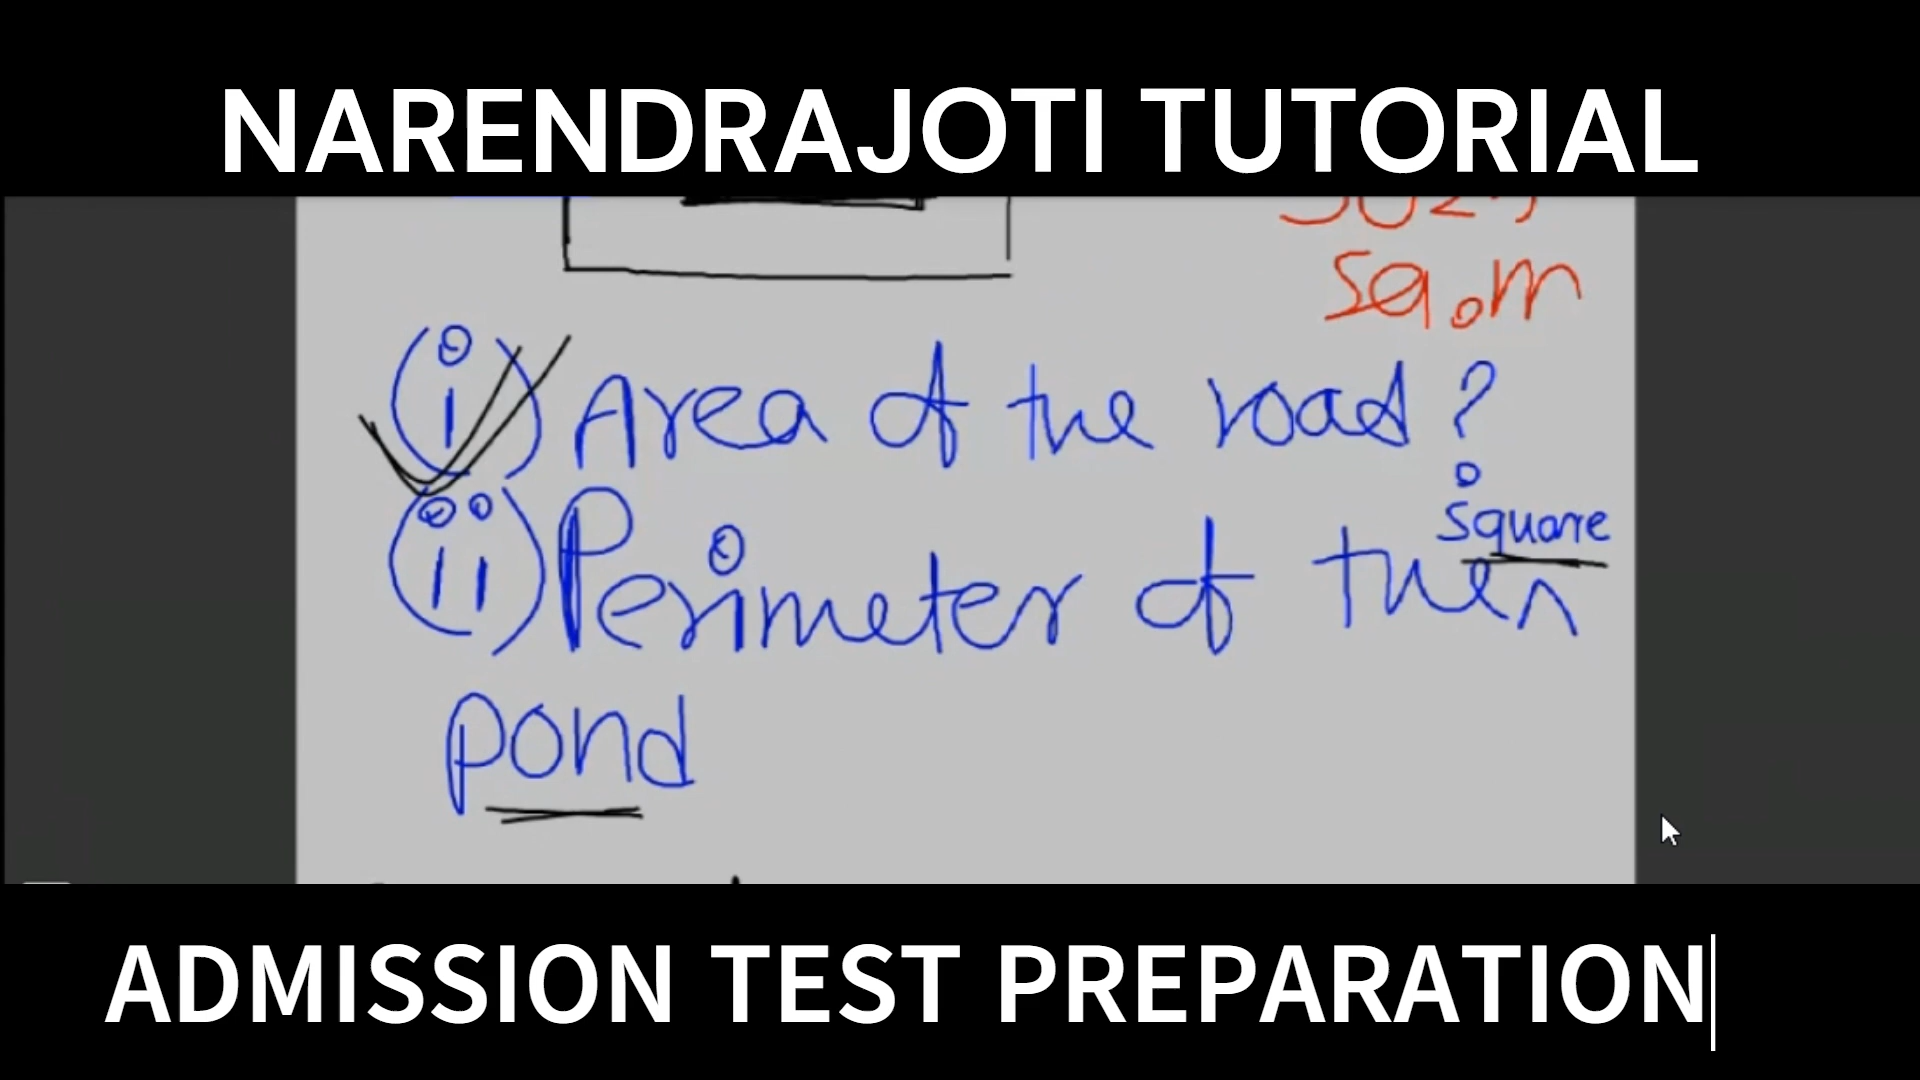 NARENDRAJOTI TUTORIAL
sq.m
(i) Area of the road?
square
(ii) Perimeter of the
pond
ADMISSION TEST PREPARATION